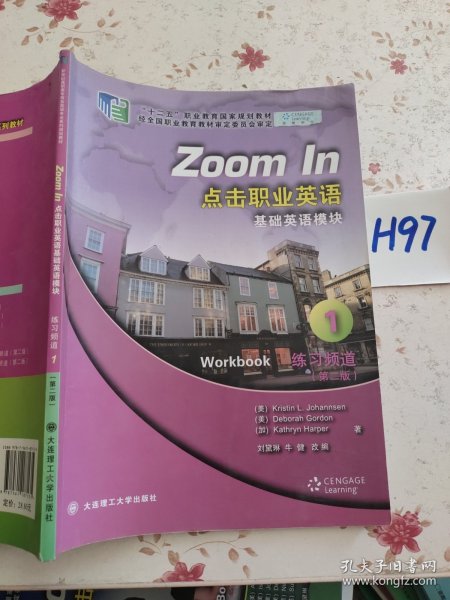 "十二五"职业教育国家规划教材
经全国职业教育教材审定委员会审定
CENGAGE
Learning
Zoom In
点击职业英语
基础英语模块
1
Workbook 练习频道
(第二版)
(美) Kristin L. Johannsen
(美) Deborah Gordon
(加) Kathryn Harper 著
刘黛琳 牛健 改编
CENGAGE
Learning
大连理工大学出版社
Zoom In 点击职业英语基础英语模块 练习频道 1 (第二版) 大连理工大学出版社
系列教材
H97
孔夫子旧书网
www.kongfz.com